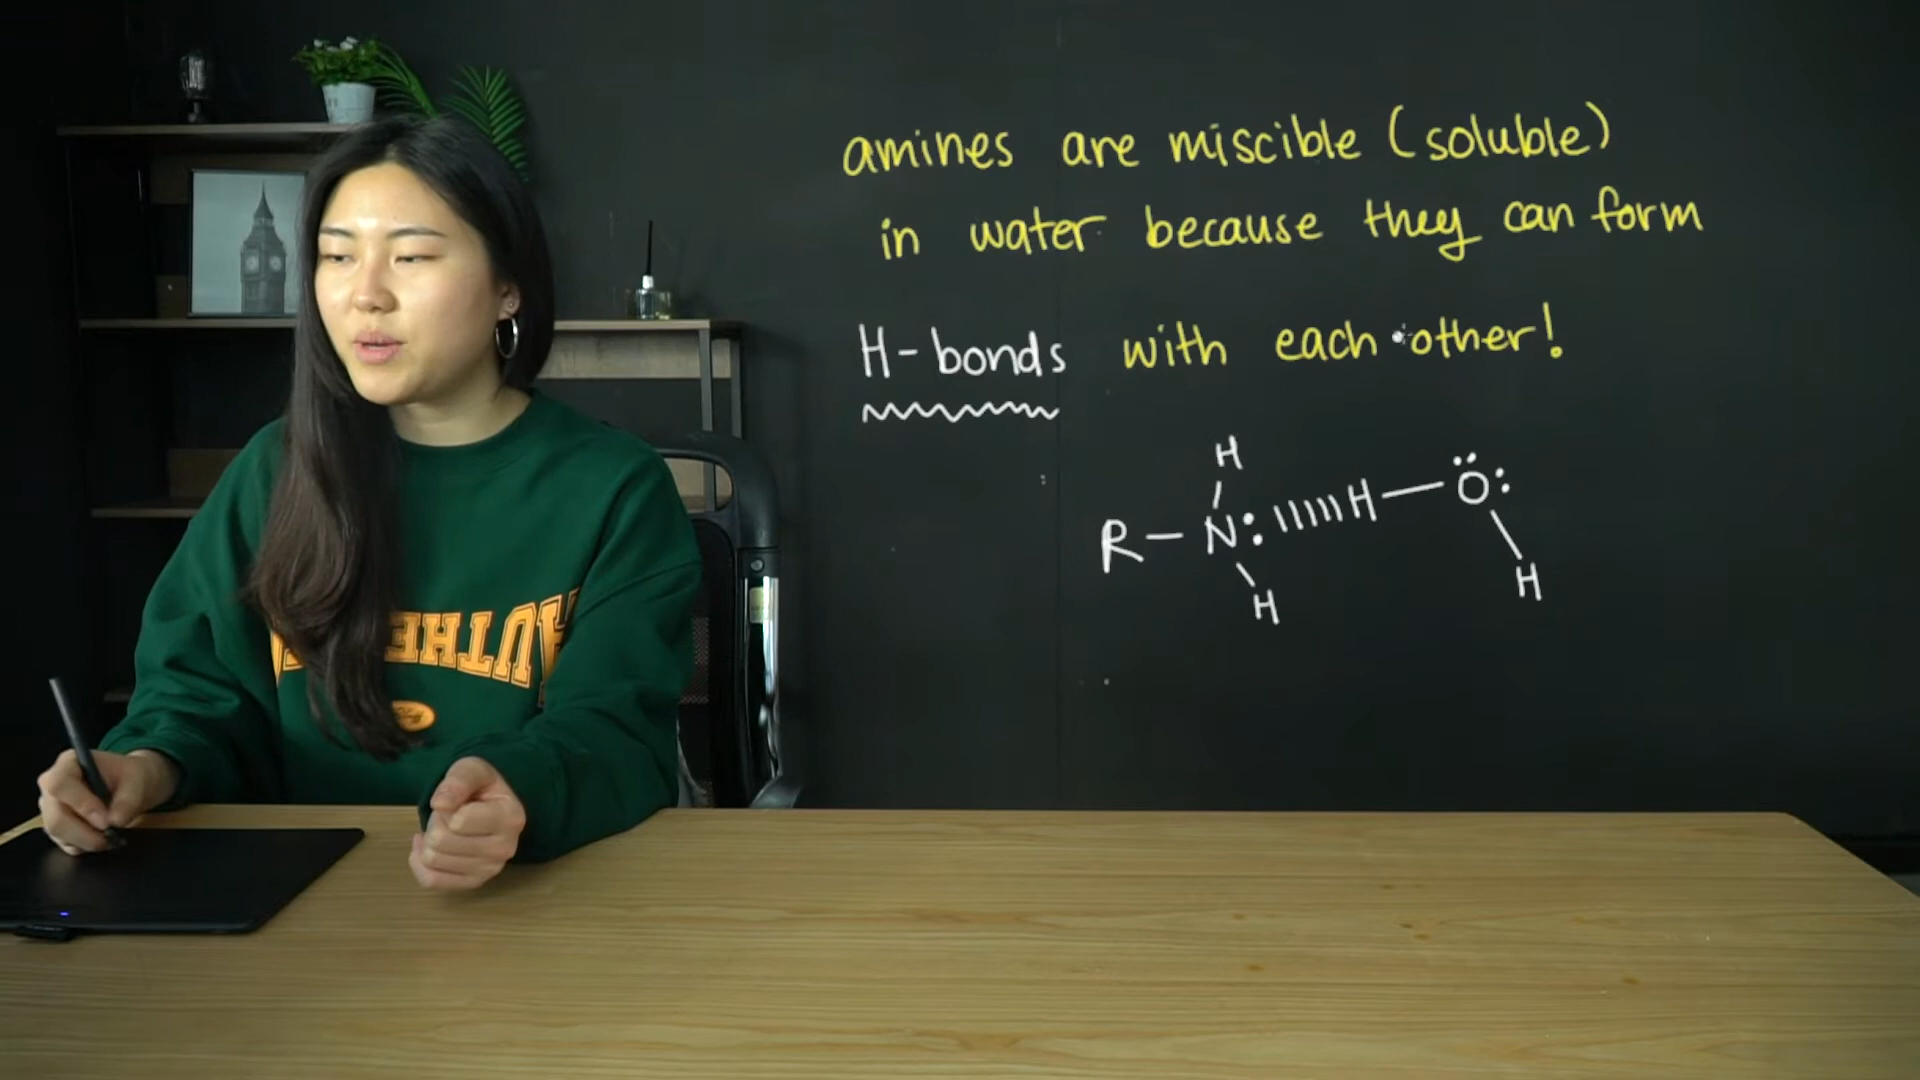 amines are miscible (soluble)
in water because they can form
H-bonds with each other!
H
R-N: H-O:
H
H